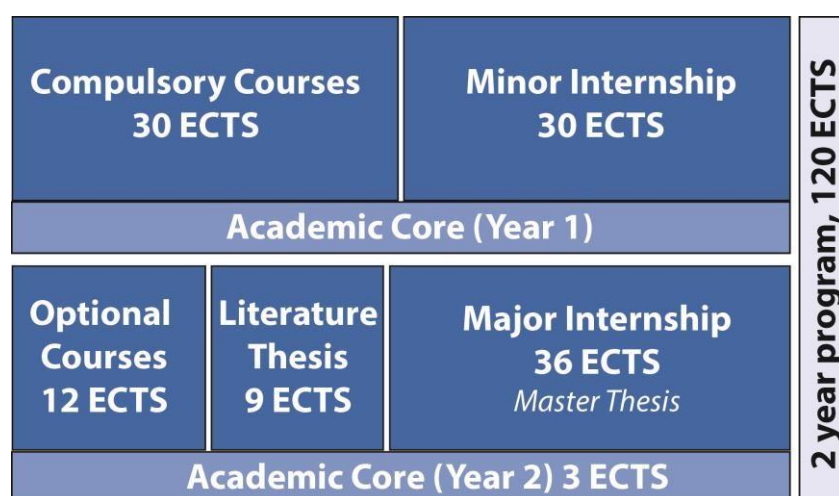 Compulsory Courses
30 ECTS
Minor Internship
30 ECTS
Academic Core (Year 1)
Optional
Courses
12 ECTS
Literature
Thesis
9 ECTS
Major Internship
36 ECTS
Master Thesis
Academic Core (Year 2) 3 ECTS
2 year program, 120 ECTS